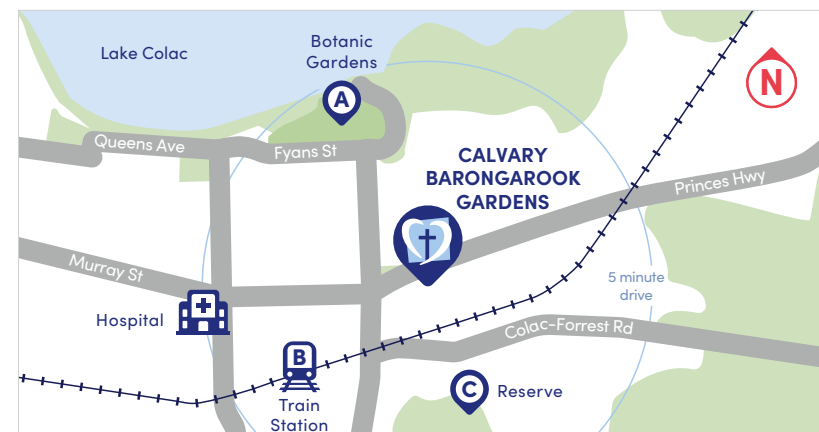 Lake Colac
Botanic
Gardens
A
N
Queens Ave
Fyans St
CALVARY
BARONGAROOK
GARDENS
Princes Hwy
Murray St
5 minute
drive
Hospital
Colac-Forrest Rd
B
Train
Station
C
Reserve